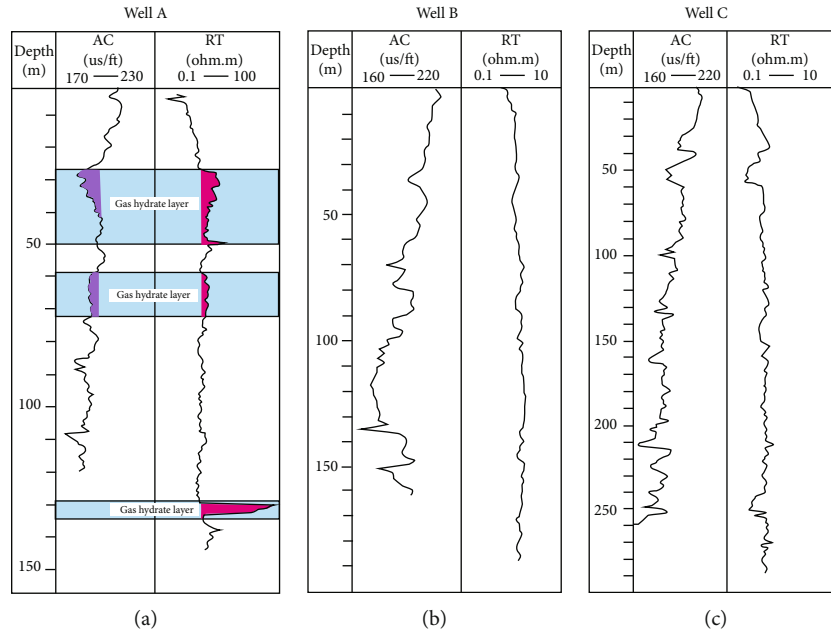 Well A
Depth
(m)
AC
(us/ft)
170 230
RT
(ohm.m)
0.1 100
Gas hydrate layer
50
Gas hydrate layer
100
Gas hydrate layer
150
(a)
Well B
Depth
(m)
AC
(us/ft)
160 220
RT
(ohm.m)
0.1 10
50
100
150
(b)
Well C
Depth
(m)
AC
(us/ft)
160 220
RT
(ohm.m)
0.1 10
50
100
150
200
250
(c)